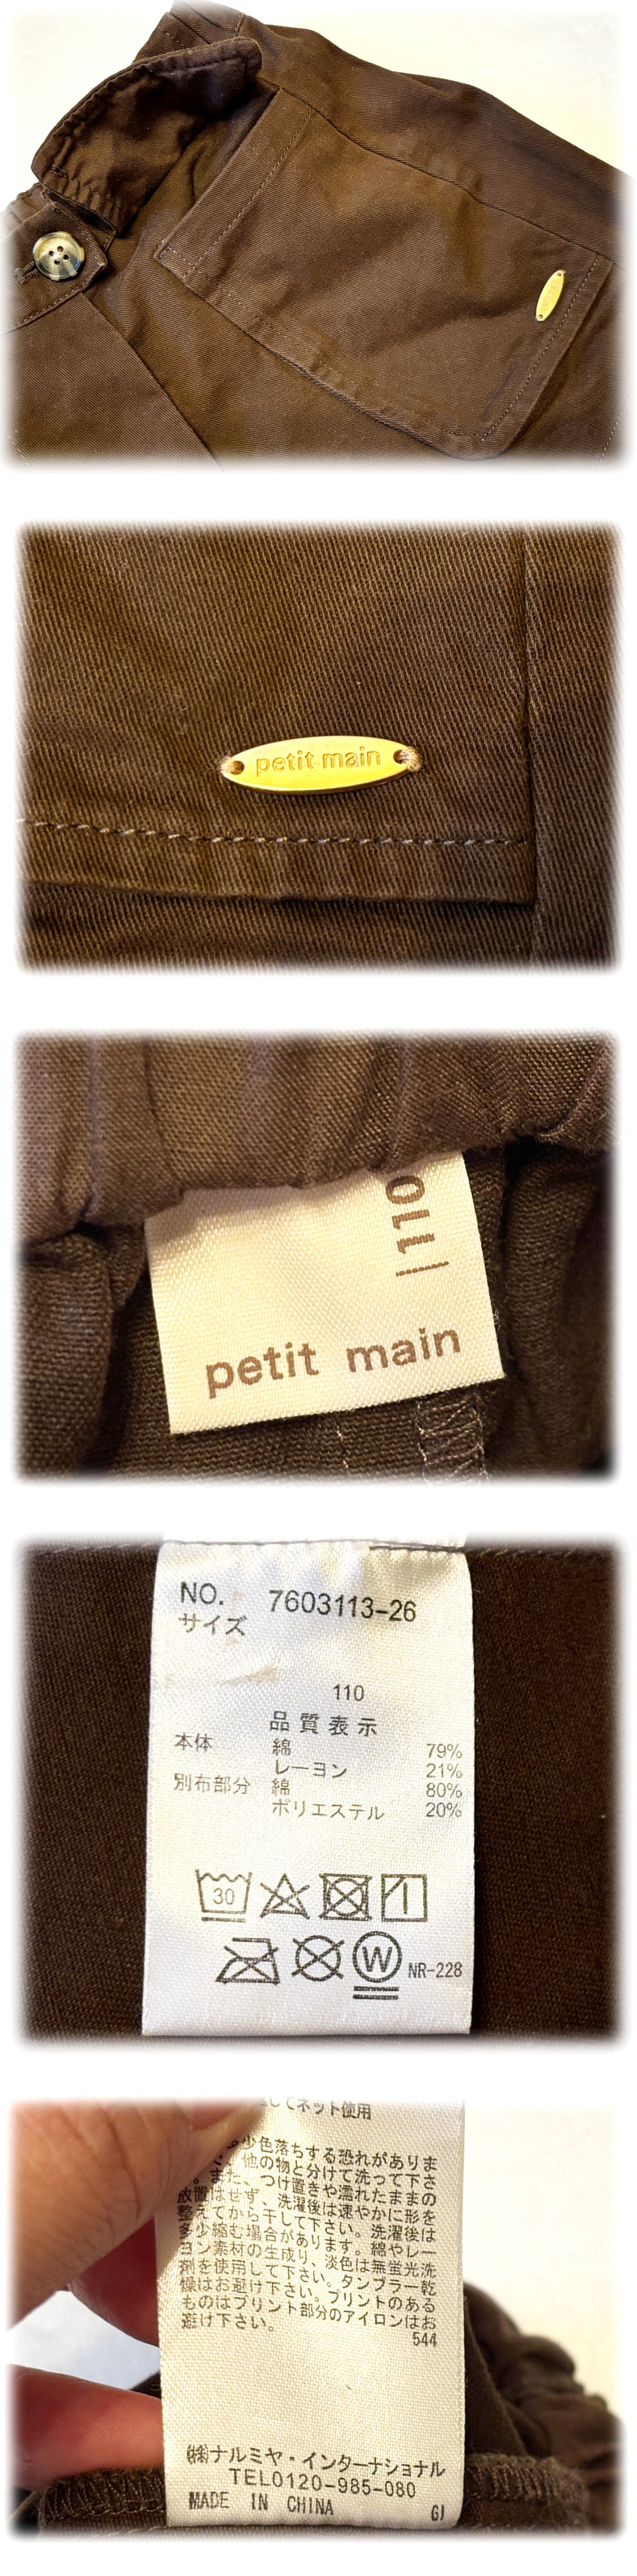 petit main
110
petit main
NO. 7603113-26
サイズ
110
品質表示
本体 綿 79%
レーヨン 21%
別布部分 綿 80%
ポリエステル 20%
30
W NR-228
してネット使用
少色落ちする恐れがありま
他の物と分けて洗って下さ
。また、つけ置きや濡れたままの
放置はせず、洗濯後は速やかに形を
整えてから干して下さい。洗濯後は
多少縮む場合があります。綿やレー
ヨン素材の生成り、淡色は無蛍光洗
剤を使用して下さい。タンブラー乾
燥はお避け下さい。プリントのある
ものはプリント部分のアイロンはお
避け下さい。
544
㈱ナルミヤ・インターナショナル
TEL0120-985-080
MADE IN CHINA GI